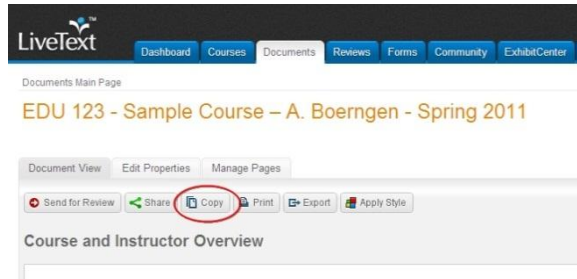 LiveText™
Dashboard Courses Documents Reviews Forms Community ExhibitCenter
Documents Main Page
EDU 123 - Sample Course – A. Boerngen - Spring 2011
Document View Edit Properties Manage Pages
Send for Review Share Copy Print Export Apply Style
Course and Instructor Overview